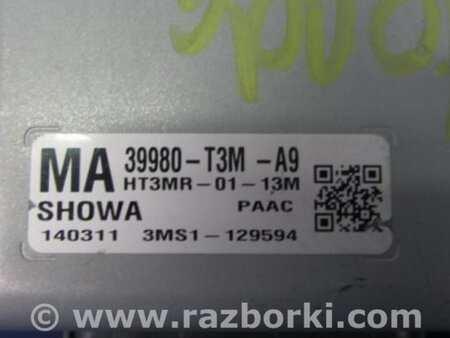 MA 39980-T3M -A9
HT3MR-01-13M
SHOWA PAAC
140311 3MS1-129594
© www.razborki.com